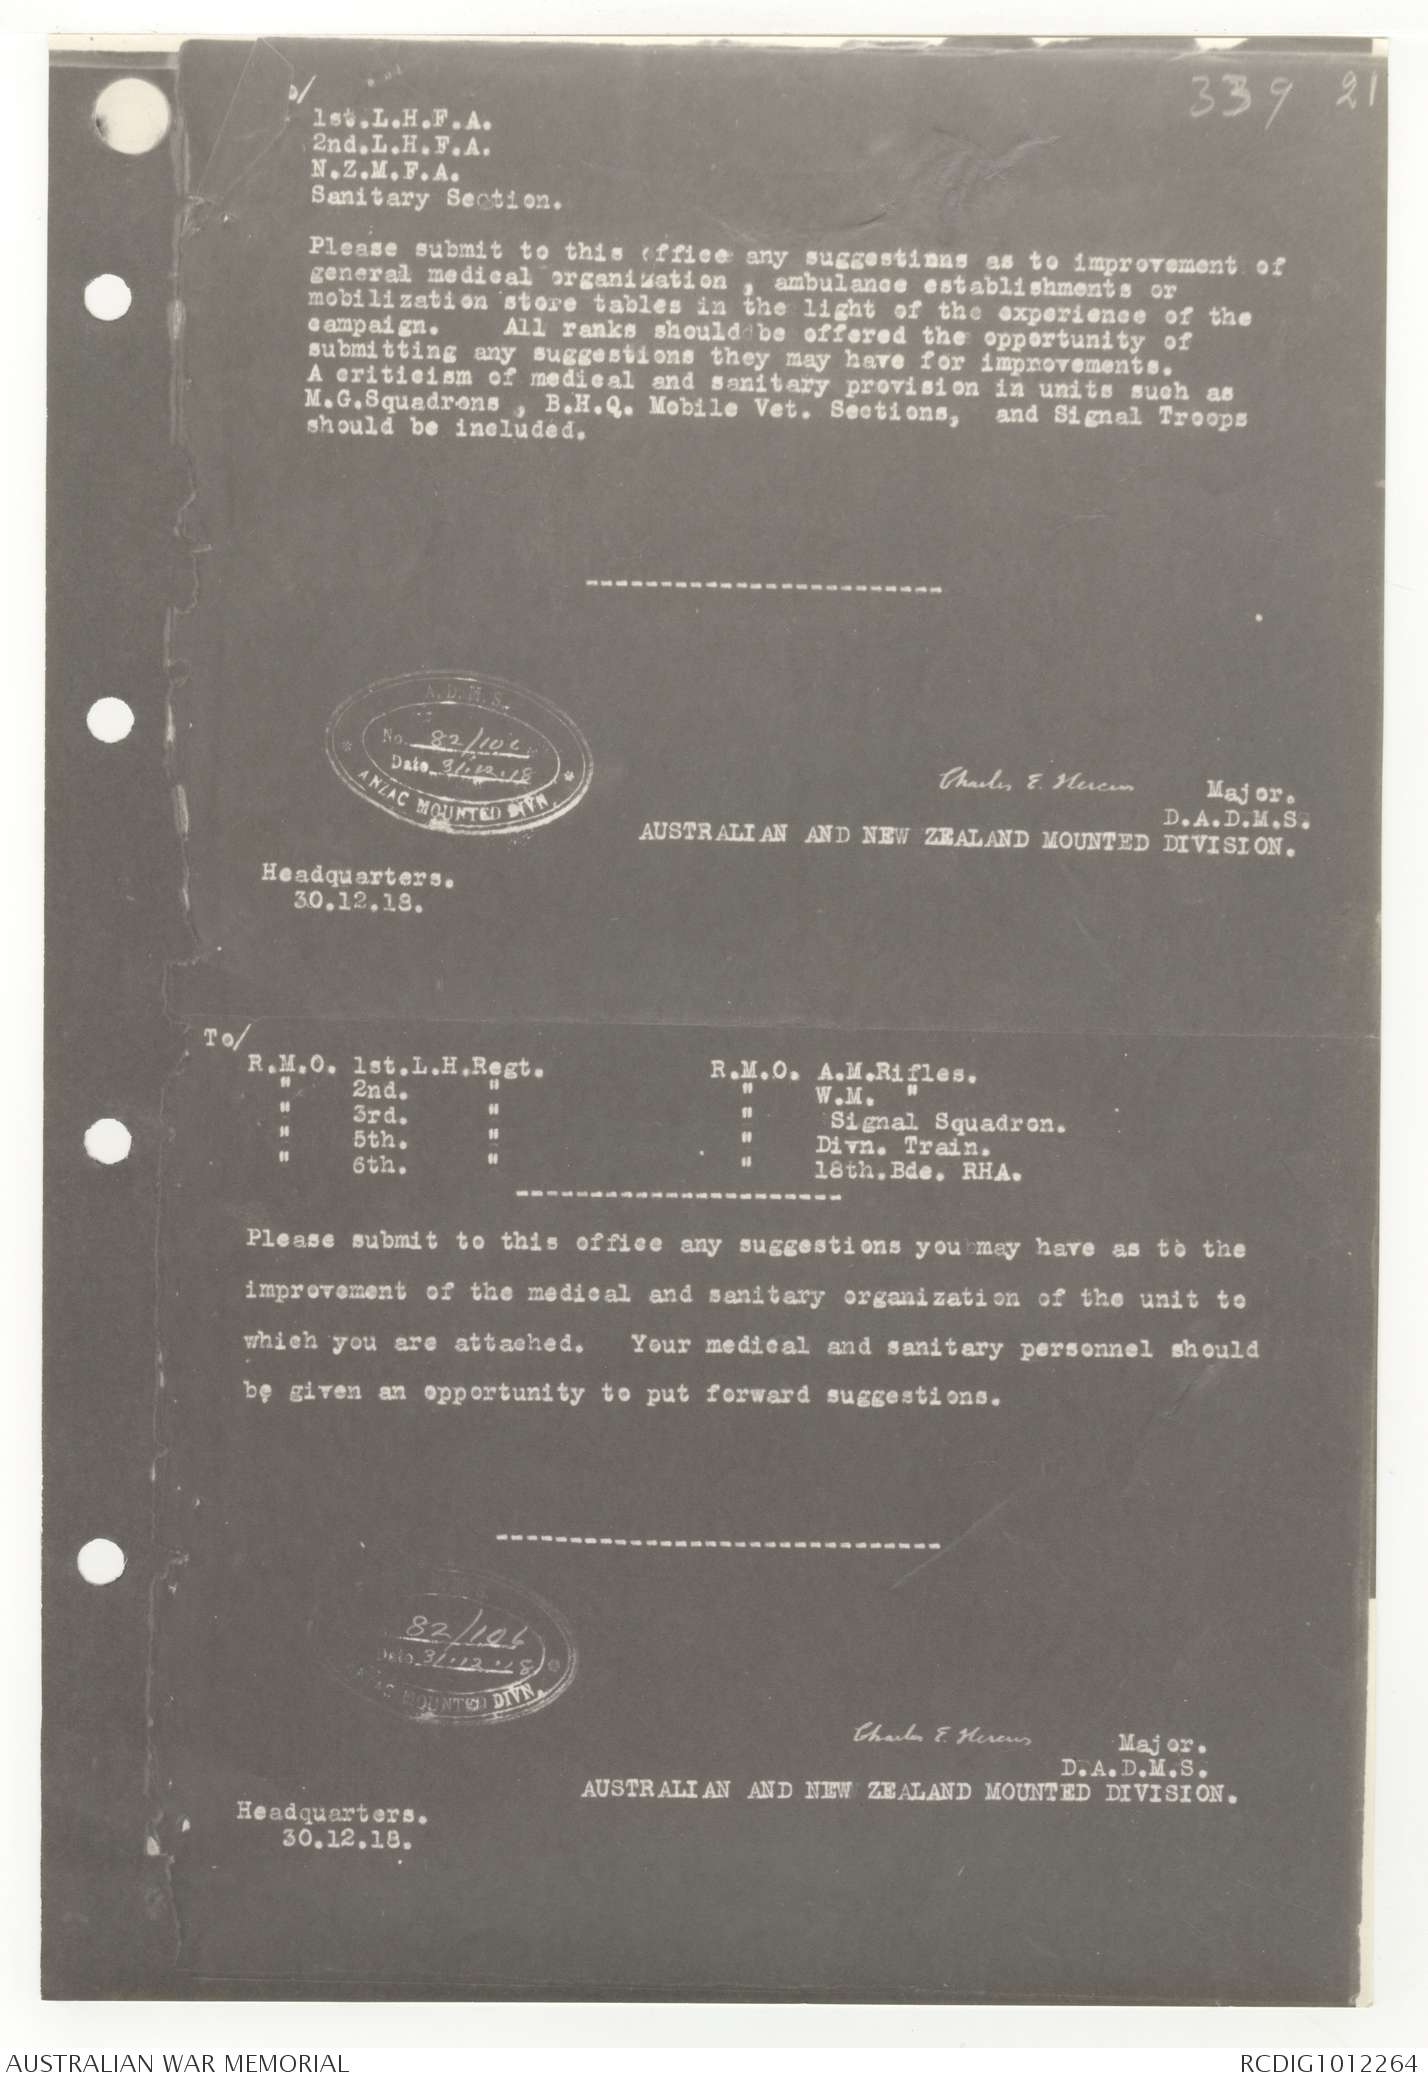 339 21
o/
1st.L.H.F.A.
2nd.L.H.F.A.
N.Z.M.F.A.
Sanitary Section.
Please submit to this office any suggestinns as to improvement of
general medical organization , ambulance establishments or
mobilization store tables in the light of the experience of the
campaign. All ranks should be offered the opportunity of
submitting any suggestions they may have for improvements.
A criticism of medical and sanitary provision in units such as
M.G.Squadrons , B.H.Q. Mobile Vet. Sections, and Signal Troops
should be included.
------------------------
A.D.M.S.
No. 82/106
Date 31.12.18
* ANZAC MOUNTED DIVN. *
Charles E. Hercus Major.
D.A.D.M.S.
AUSTRALIAN AND NEW ZEALAND MOUNTED DIVISION.
Headquarters.
30.12.18.
To/
R.M.O. 1st.L.H.Regt. R.M.O. A.M.Rifles.
" 2nd. " " W.M. "
" 3rd. " " Signal Squadron.
" 5th. " " Divn. Train.
" 6th. " " 18th.Bde. RHA.
----------------------
Please submit to this office any suggestions you may have as to the
improvement of the medical and sanitary organization of the unit to
which you are attached. Your medical and sanitary personnel should
be given an opportunity to put forward suggestions.
------------------------------
82/106
Date 31.12.18
MOUNTED DIVN. *
Charles E. Hercus Major.
D.A.D.M.S.
AUSTRALIAN AND NEW ZEALAND MOUNTED DIVISION.
Headquarters.
30.12.18.
AUSTRALIAN WAR MEMORIAL RCDIG1012264